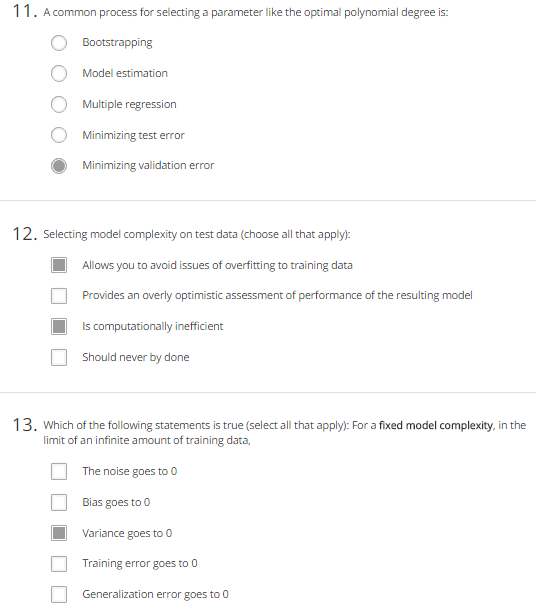 11. A common process for selecting a parameter like the optimal polynomial degree is:
Bootstrapping
Model estimation
Multiple regression
Minimizing test error
Minimizing validation error
12. Selecting model complexity on test data (choose all that apply):
Allows you to avoid issues of overfitting to training data
Provides an overly optimistic assessment of performance of the resulting model
Is computationally inefficient
Should never by done
13. Which of the following statements is true (select all that apply): For a fixed model complexity, in the
limit of an infinite amount of training data,
The noise goes to 0
Bias goes to 0
Variance goes to 0
Training error goes to 0
Generalization error goes to 0